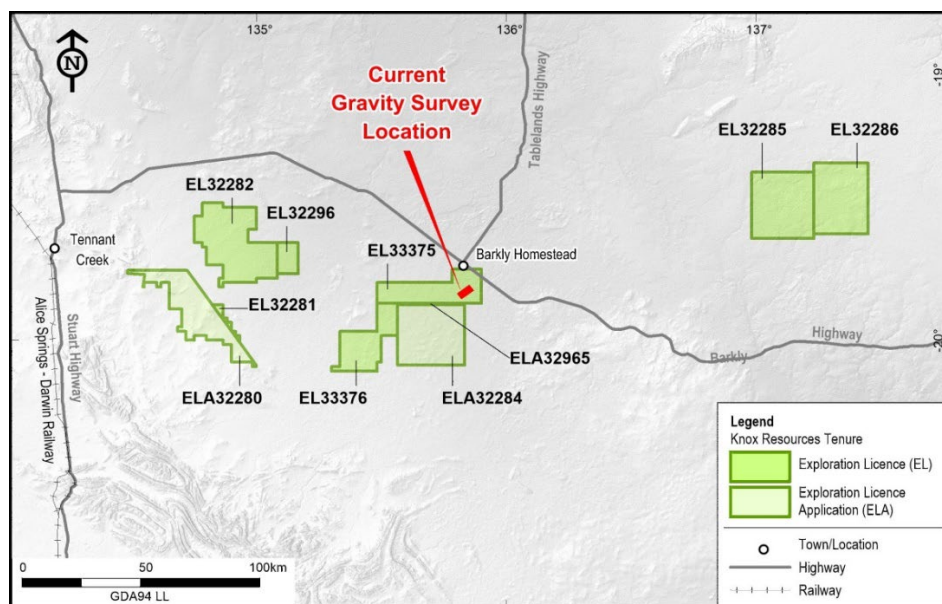 135°
136°
137°
-19°
N
Current
Gravity Survey
Location
Tablelands Highway
EL32285
EL32286
EL32282
EL32296
Tennant
Creek
EL33375
Barkly Homestead
EL32281
Alice Springs - Darwin Railway
Stuart Highway
ELA32965
Barkly
Highway
-20°
ELA32280
EL33376
ELA32284
Legend
Knox Resources Tenure
Exploration Licence (EL)
Exploration Licence
Application (ELA)
Town/Location
Highway
Railway
0 50 100km
GDA94 LL